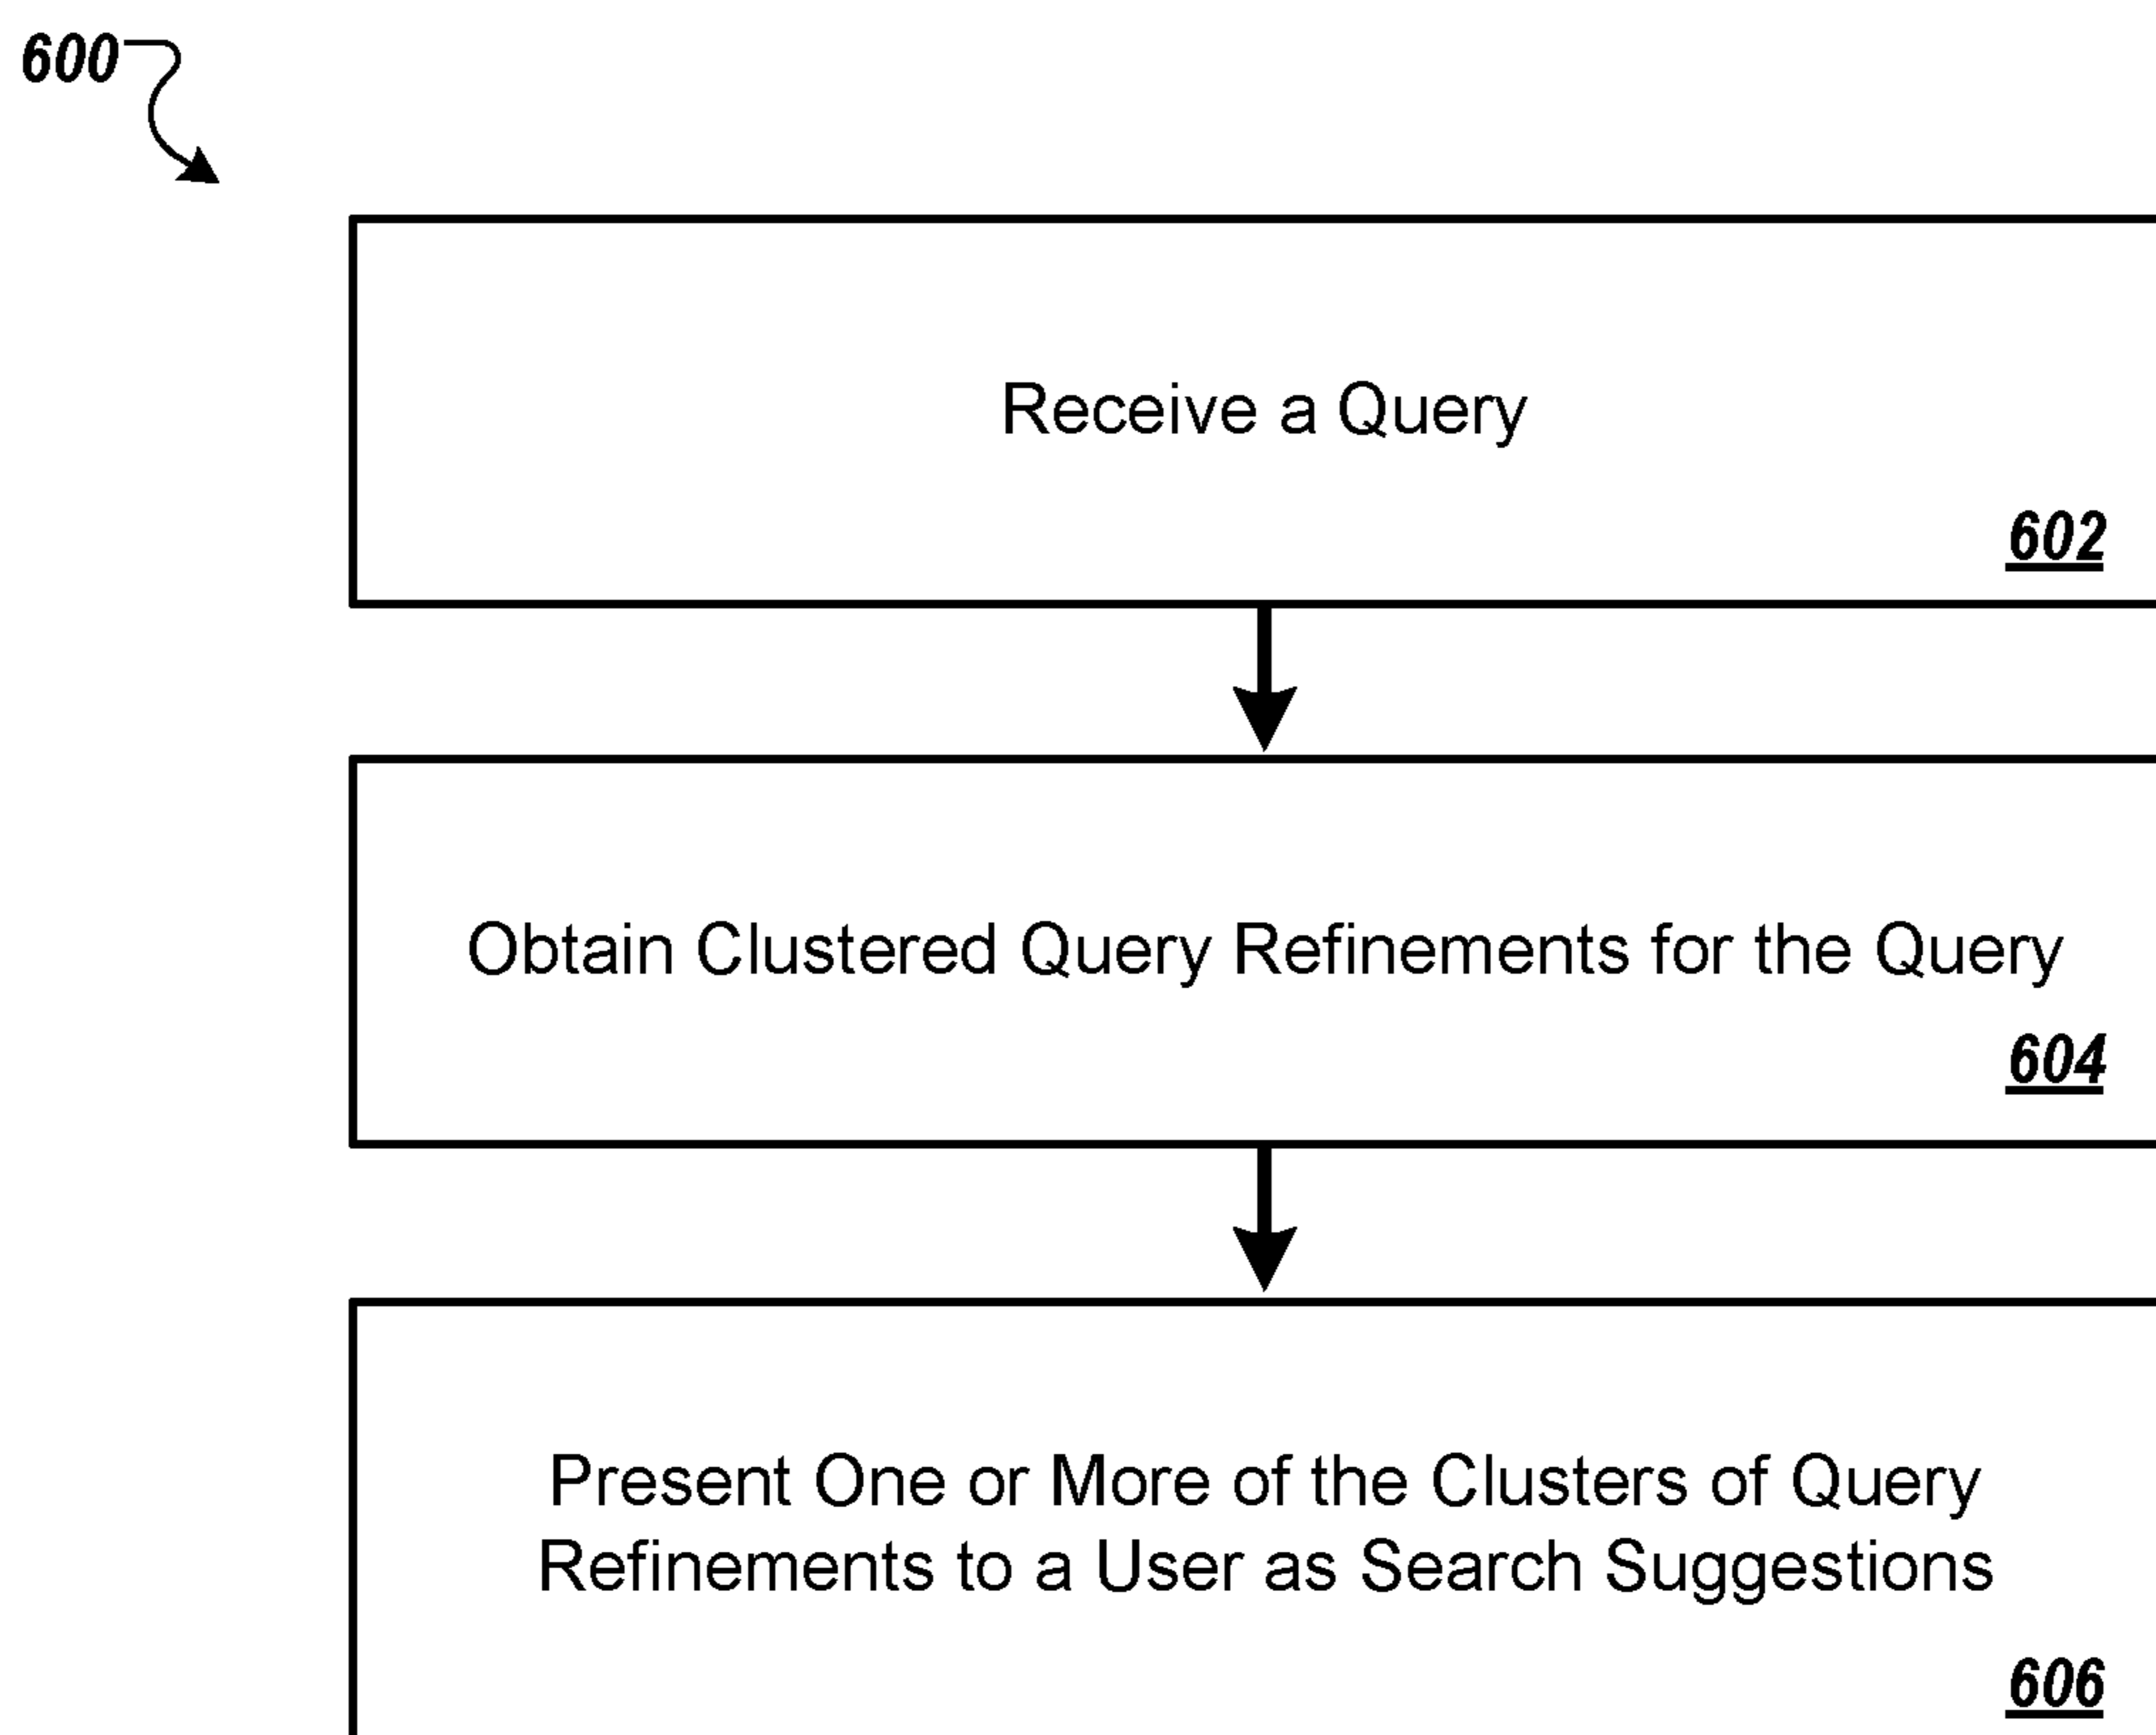 600
Receive a Query
602
Obtain Clustered Query Refinements for the Query
604
Present One or More of the Clusters of Query
Refinements to a User as Search Suggestions
606